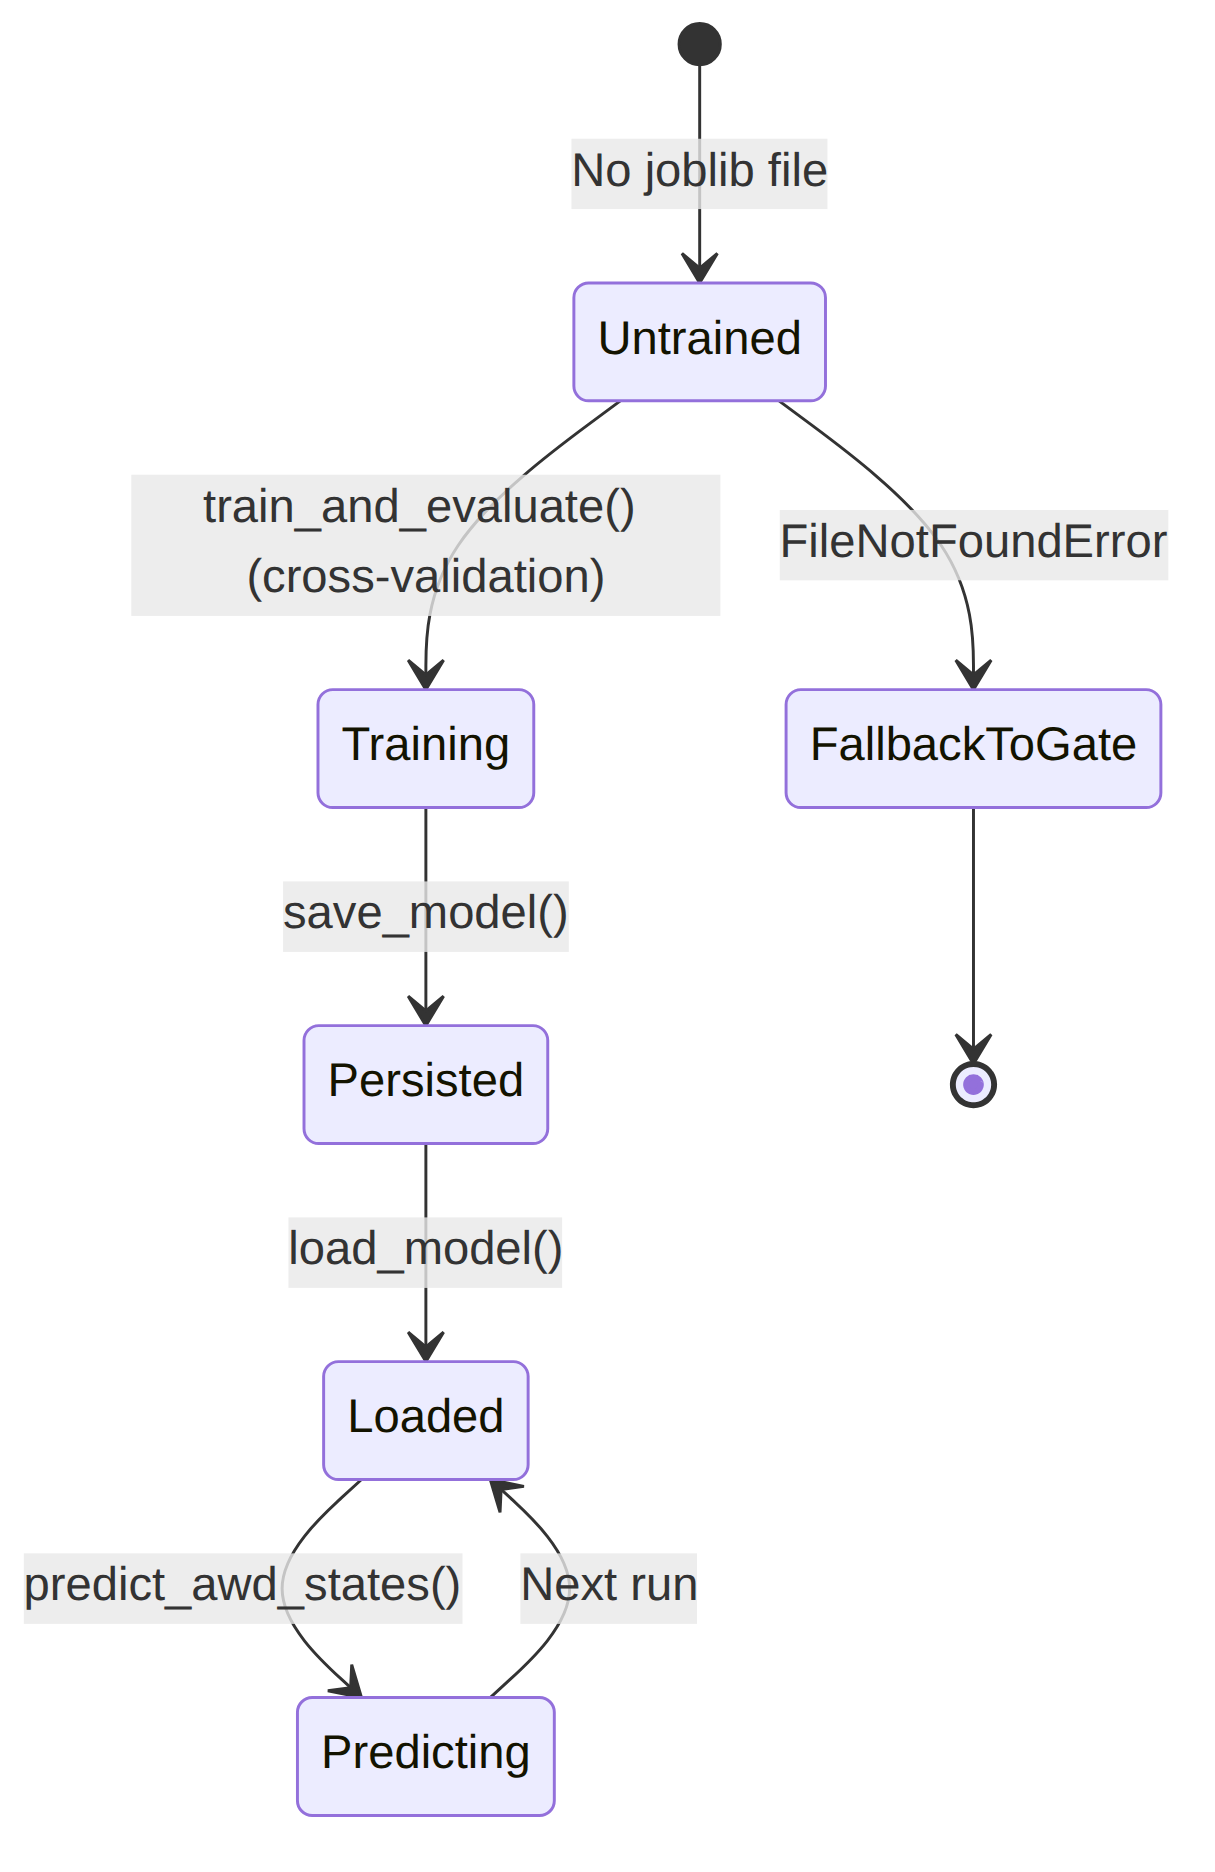 No joblib file
Untrained
train_and_evaluate()
(cross-validation)
FileNotFoundError
Training
FallbackToGate
save_model()
Persisted
load_model()
Loaded
predict_awd_states()
Next run
Predicting